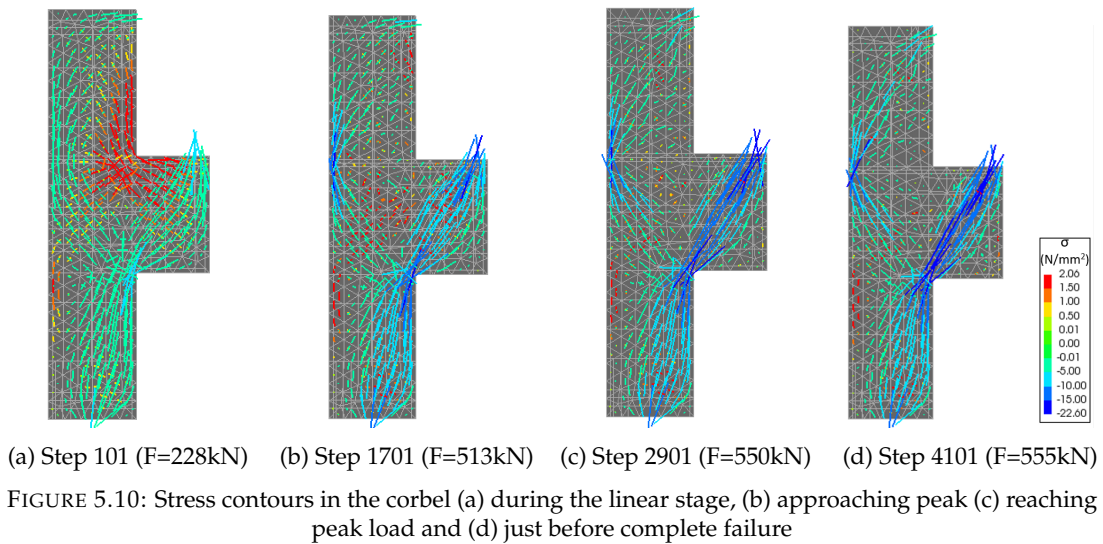 σ
(N/mm²)
2.00
1.50
1.00
0.50
0.01
0.00
-0.01
-5.00
-10.00
-15.00
-22.60
(a) Step 101 (F=228kN) (b) Step 1701 (F=513kN) (c) Step 2901 (F=550kN) (d) Step 4101 (F=555kN)
FIGURE 5.10: Stress contours in the corbel (a) during the linear stage, (b) approaching peak (c) reaching
peak load and (d) just before complete failure